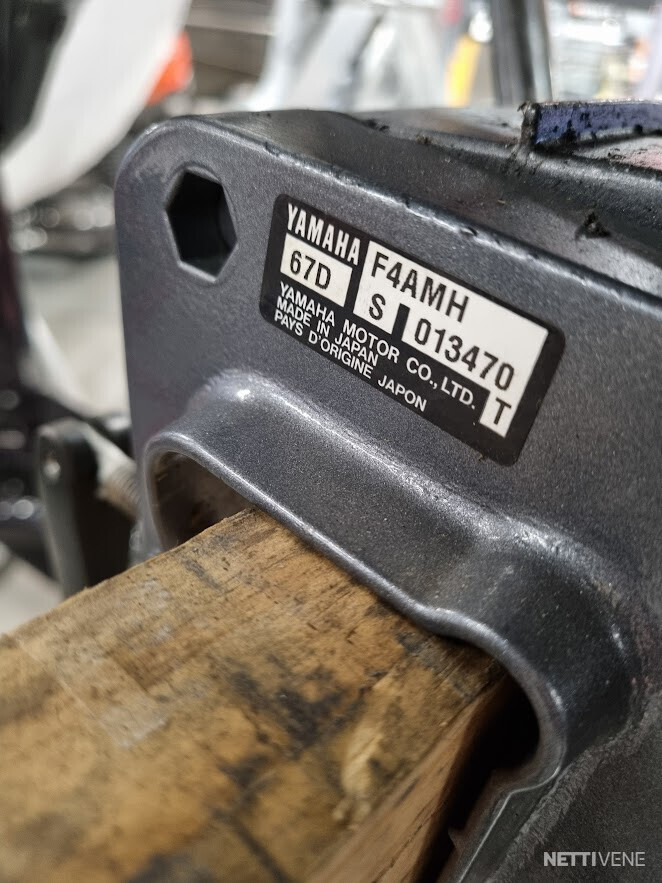 YAMAHA
67D
F4AMH
S 013470
YAMAHA MOTOR CO., LTD.
MADE IN JAPAN
PAYS D'ORIGINE JAPON
T
NETTIVENE